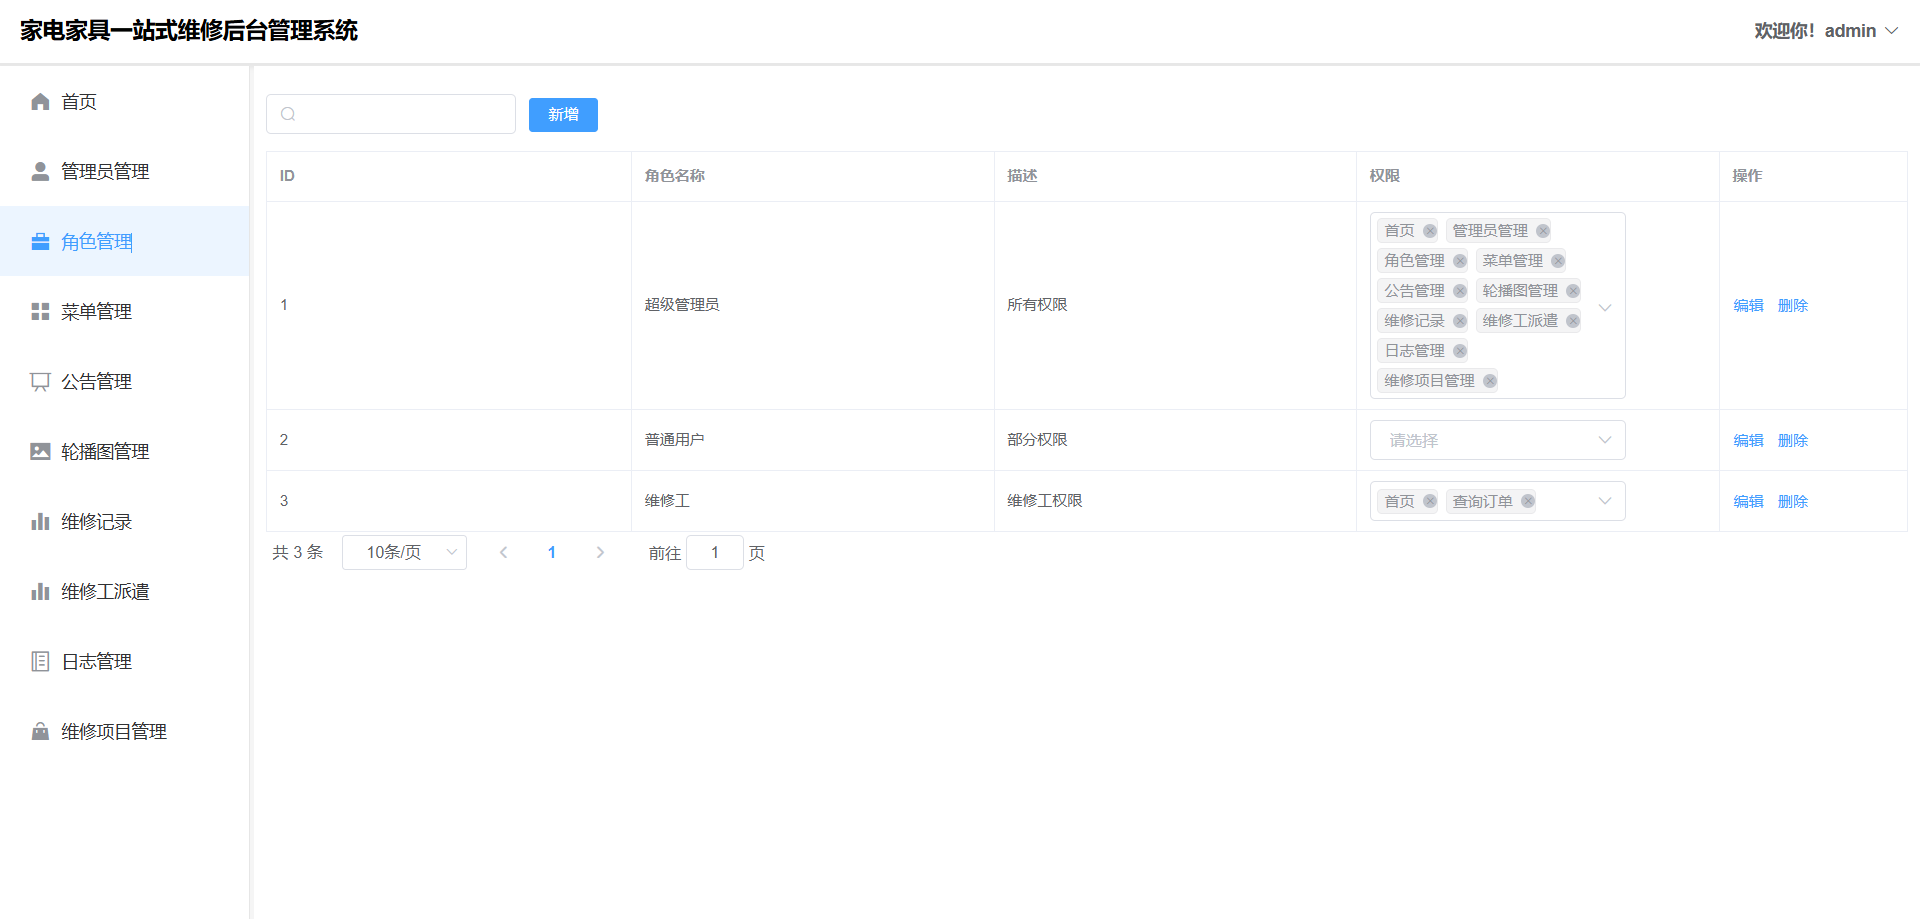 家电家具一站式维修后台管理系统
欢迎你！admin
首页
管理员管理
角色管理
菜单管理
公告管理
轮播图管理
维修记录
维修工派遣
日志管理
维修项目管理
新增
ID 角色名称 描述 权限 操作
1 超级管理员 所有权限 编辑 删除
首页 管理员管理
角色管理 菜单管理
公告管理 轮播图管理
维修记录 维修工派遣
日志管理
维修项目管理
2 普通用户 部分权限 请选择 编辑 删除
3 维修工 维修工权限 首页 查询订单 编辑 删除
共 3 条 10条/页 1 前往 1 页